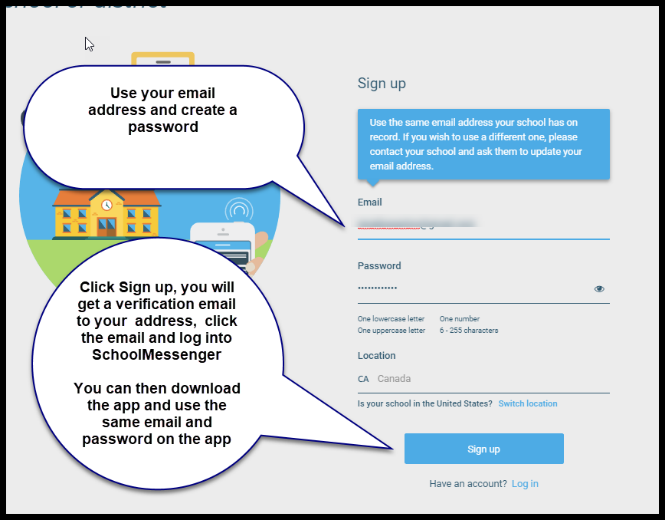 school or district
Use your email
address and create a
password
Click Sign up, you will
get a verification email
to your address, click
the email and log into
SchoolMessenger
You can then download
the app and use the
same email and
password on the app
Sign up
Use the same email address your school has on
record. If you wish to use a different one, please
contact your school and ask them to update your
email address.
Email
Password
••••••••••••
One lowercase letter One number
One uppercase letter 6 - 255 characters
Location
CA Canada
Is your school in the United States? Switch location
Sign up
Have an account? Log in